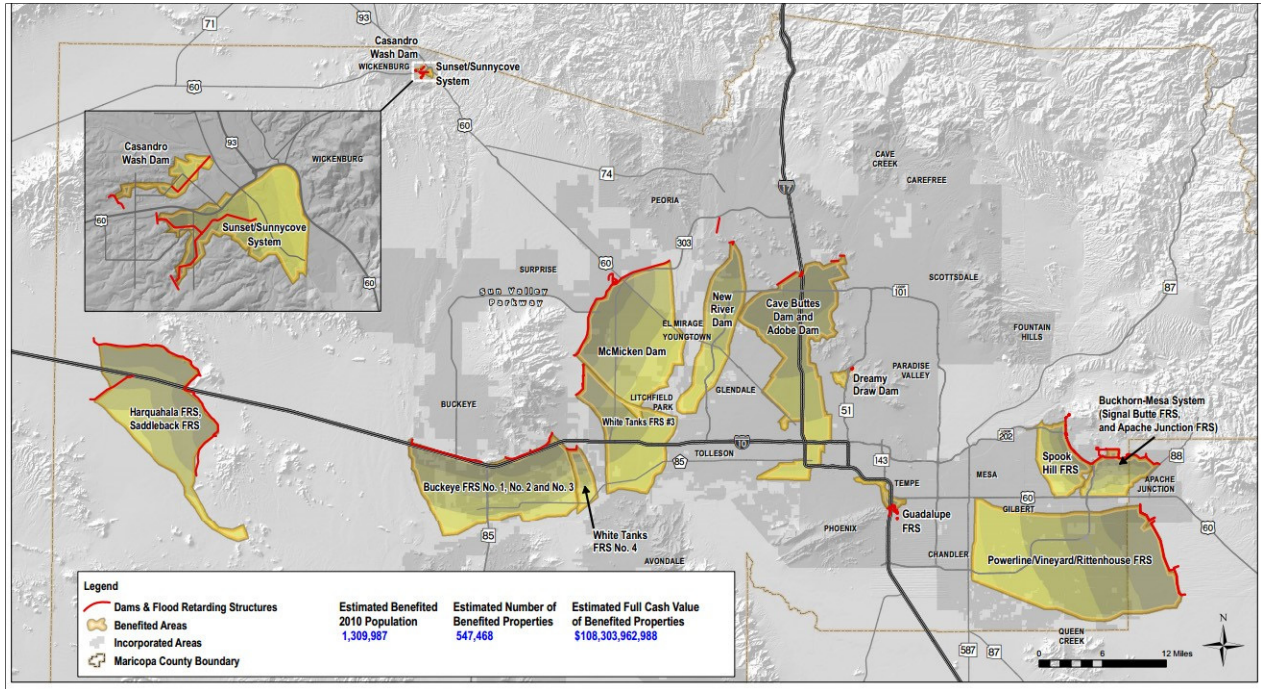 71
93
Casandro
Wash Dam
WICKENBURG
Sunset/Sunnycove
System
60
60
Casandro
Wash Dam
93
WICKENBURG
60
Sunset/Sunnycove
System
60
74
CAVE
CREEK
CAREFREE
17
PEORIA
303
60
SURPRISE
Sun Valley
Parkway
SCOTTSDALE
87
LOOP
101
New
River
Dam
Cave Buttes
Dam and
Adobe Dam
EL MIRAGE
YOUNGTOWN
McMicken Dam
FOUNTAIN
HILLS
PARADISE
VALLEY
Dreamy
Draw Dam
GLENDALE
LITCHFIELD
PARK
BUCKEYE
51
Harquahala FRS,
Saddleback FRS
White Tanks FRS #3
Buckhorn-Mesa System
(Signal Butte FRS,
and Apache Junction FRS)
LOOP
202
10
TOLLESON
85
143
MESA
Spook
Hill FRS
88
APACHE
JUNCTION
Buckeye FRS No. 1, No. 2 and No. 3
TEMPE
60
GILBERT
Guadalupe
FRS
PHOENIX
60
85
White Tanks
FRS No. 4
AVONDALE
CHANDLER
Powerline/Vineyard/Rittenhouse FRS
QUEEN
CREEK
587
87
Legend
Dams & Flood Retarding Structures
Benefited Areas
Incorporated Areas
Maricopa County Boundary
Estimated Benefited
2010 Population
1,309,987
Estimated Number of
Benefited Properties
547,468
Estimated Full Cash Value
of Benefited Properties
$108,303,962,988
N
0 6 12 Miles